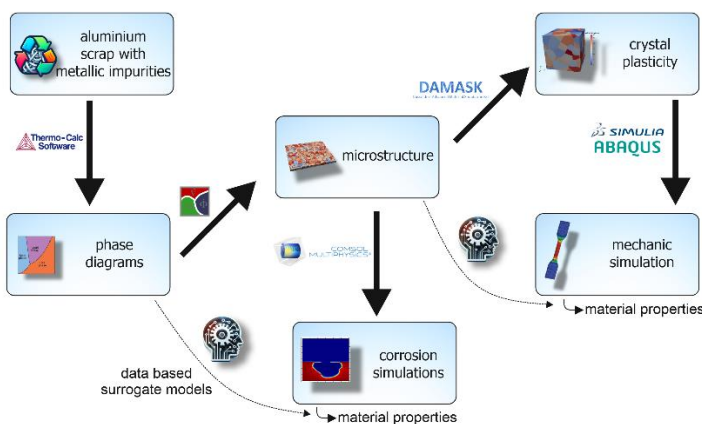 aluminium
scrap with
metallic impurities
crystal
plasticity
DAMASK
Thermo-Calc
Software
SIMULIA
ABAQUS
microstructure
phase
diagrams
COMSOL
MULTIPHYSICS
mechanic
simulation
material properties
data based
surrogate models
corrosion
simulations
material properties